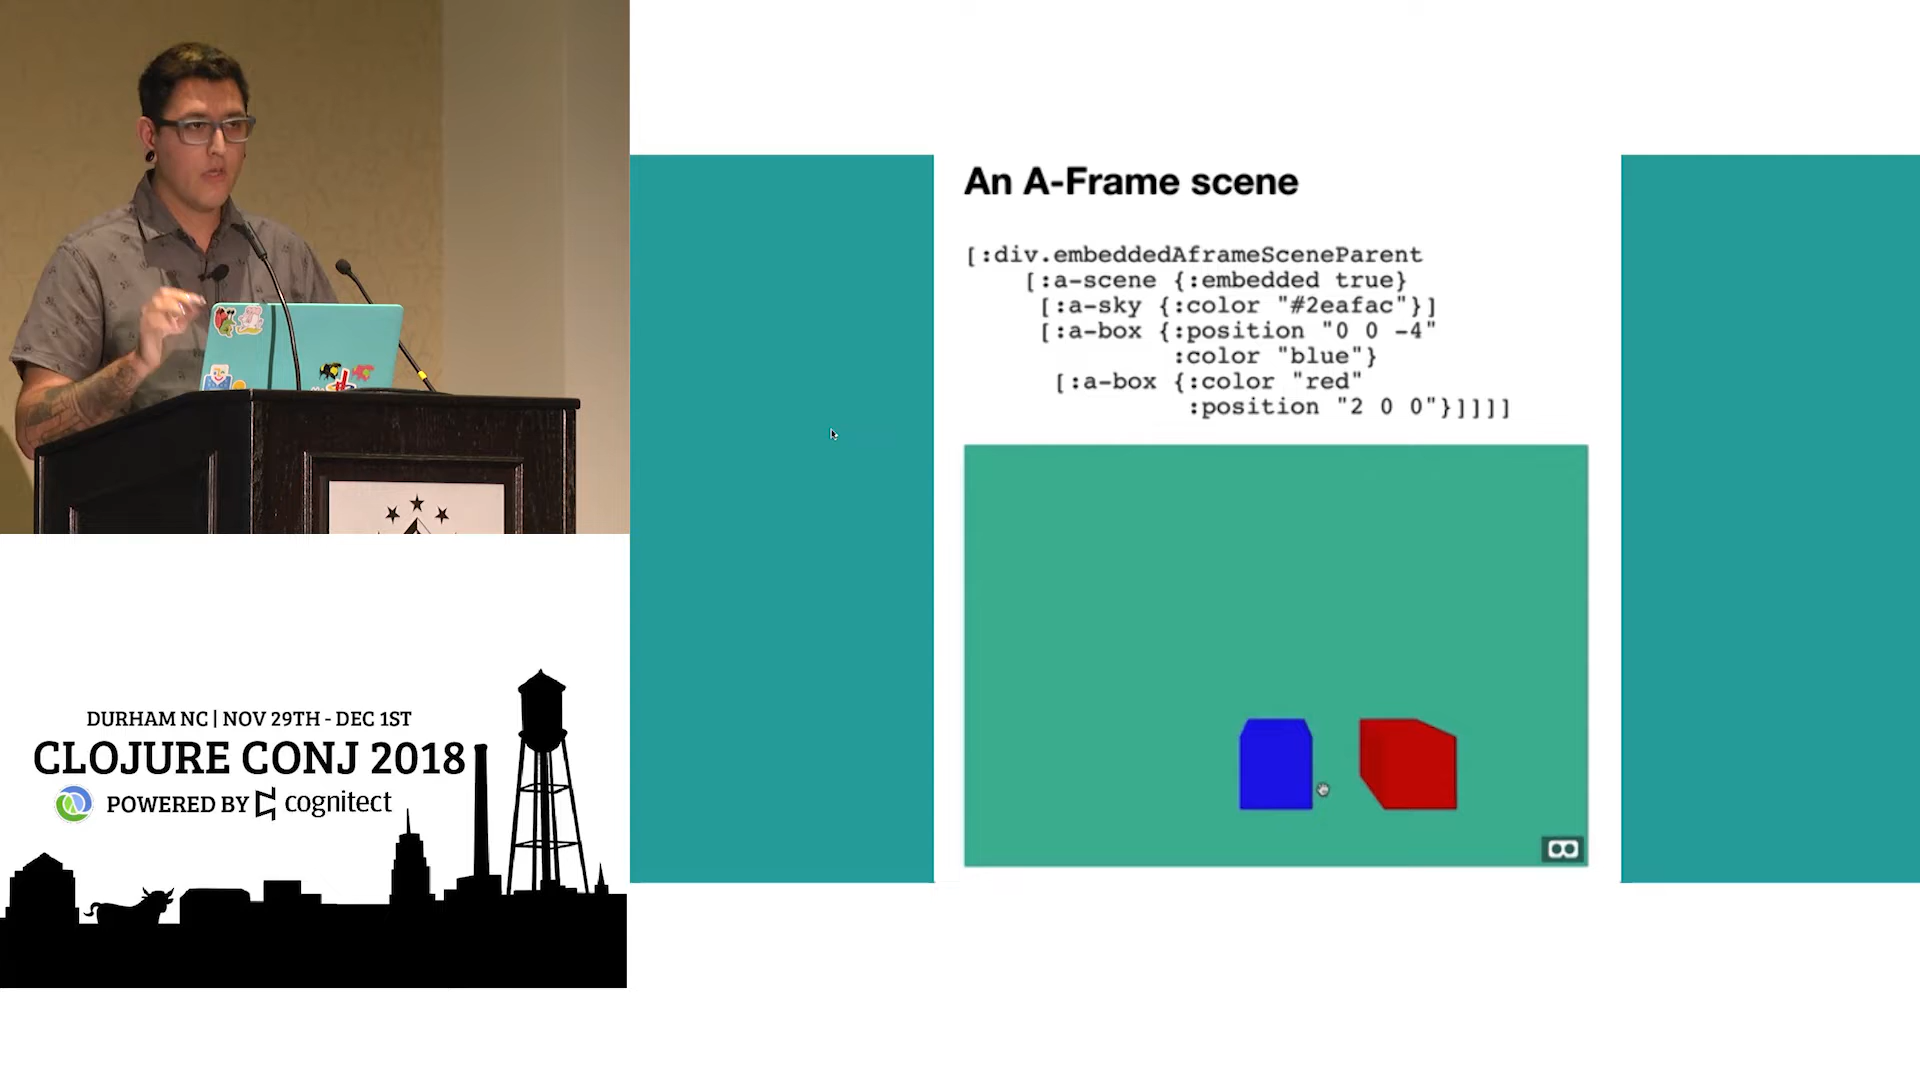 An A-Frame scene
[:div.embeddedAframeSceneParent
[:a-scene {:embedded true}
[:a-sky {:color "#2eafac"}]
[:a-box {:position "0 0 -4"
:color "blue"}
[:a-box {:color "red"
:position "2 0 0"}]]]]]
DURHAM NC | NOV 29TH - DEC 1ST
CLOJURE CONJ 2018
POWERED BY cognitect